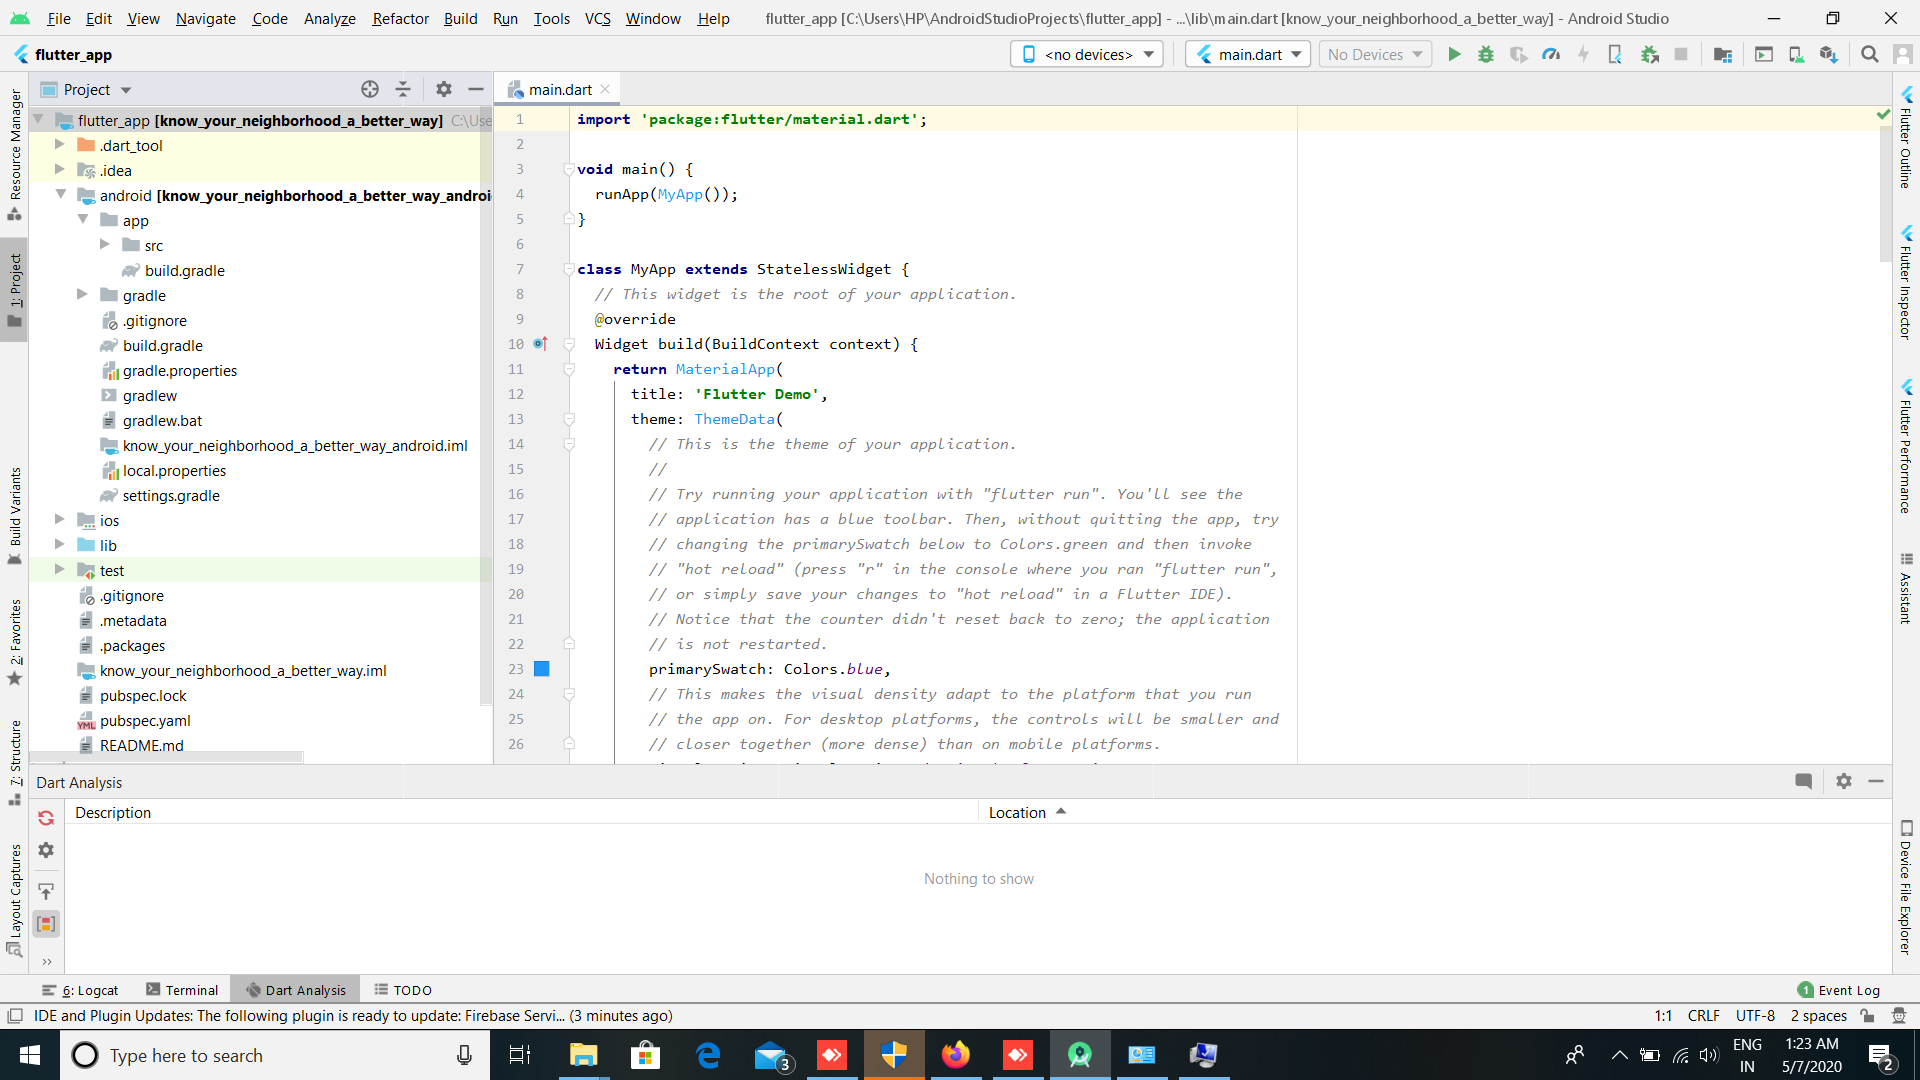 File Edit View Navigate Code Analyze Refactor Build Run Tools VCS Window Help flutter_app [C:\Users\HP\AndroidStudioProjects\flutter_app] - ...\lib\main.dart [know_your_neighborhood_a_better_way] - Android Studio
flutter_app <no devices> main.dart No Devices
Project main.dart
flutter_app [know_your_neighborhood_a_better_way] C:\Use
.dart_tool
.idea
android [know_your_neighborhood_a_better_way_androi
app
src
build.gradle
gradle
.gitignore
build.gradle
gradle.properties
gradlew
gradlew.bat
know_your_neighborhood_a_better_way_android.iml
local.properties
settings.gradle
ios
lib
test
.gitignore
.metadata
.packages
know_your_neighborhood_a_better_way.iml
pubspec.lock
pubspec.yaml
README.md
1 import 'package:flutter/material.dart';
2
3 void main() {
4 runApp(MyApp());
5 }
6
7 class MyApp extends StatelessWidget {
8 // This widget is the root of your application.
9 @override
10 Widget build(BuildContext context) {
11 return MaterialApp(
12 title: 'Flutter Demo',
13 theme: ThemeData(
14 // This is the theme of your application.
15 //
16 // Try running your application with "flutter run". You'll see the
17 // application has a blue toolbar. Then, without quitting the app, try
18 // changing the primarySwatch below to Colors.green and then invoke
19 // "hot reload" (press "r" in the console where you ran "flutter run",
20 // or simply save your changes to "hot reload" in a Flutter IDE).
21 // Notice that the counter didn't reset back to zero; the application
22 // is not restarted.
23 primarySwatch: Colors.blue,
24 // This makes the visual density adapt to the platform that you run
25 // the app on. For desktop platforms, the controls will be smaller and
26 // closer together (more dense) than on mobile platforms.
Resource Manager
1: Project
Build Variants
2: Favorites
7: Structure
Layout Captures
Flutter Outline
Flutter Inspector
Flutter Performance
Assistant
Device File Explorer
Dart Analysis
Description Location
Nothing to show
6: Logcat Terminal Dart Analysis TODO 1 Event Log
IDE and Plugin Updates: The following plugin is ready to update: Firebase Servi... (3 minutes ago) 1:1 CRLF UTF-8 2 spaces
Type here to search 3 ENG IN 1:23 AM 5/7/2020 2